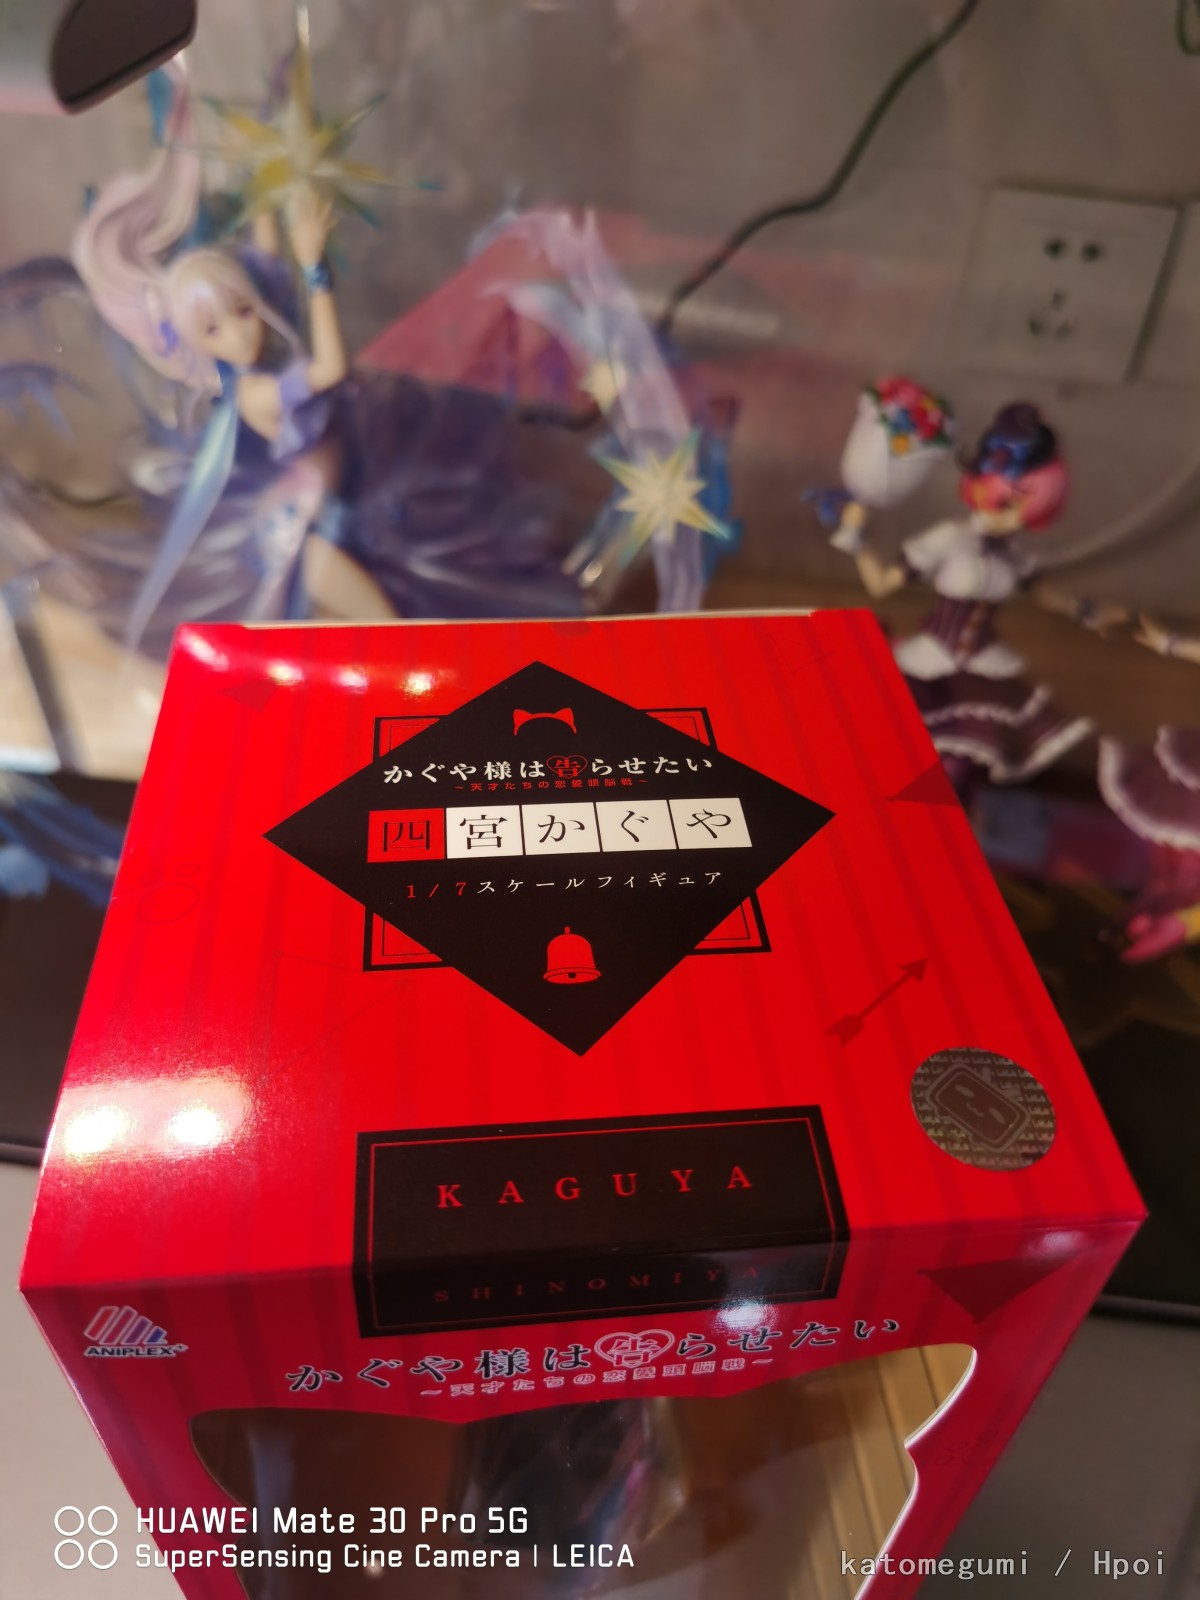 かぐや様は告らせたい
~天才たちの恋愛頭脳戦~
四宮かぐや
1/7スケールフィギュア
KAGUYA
SHINOMIYA
ANIPLEX+
かぐや様は告らせたい
~天才たちの恋愛頭脳戦~
HUAWEI Mate 30 Pro 5G
SuperSensing Cine Camera | LEICA
katomegumi / Hpoi